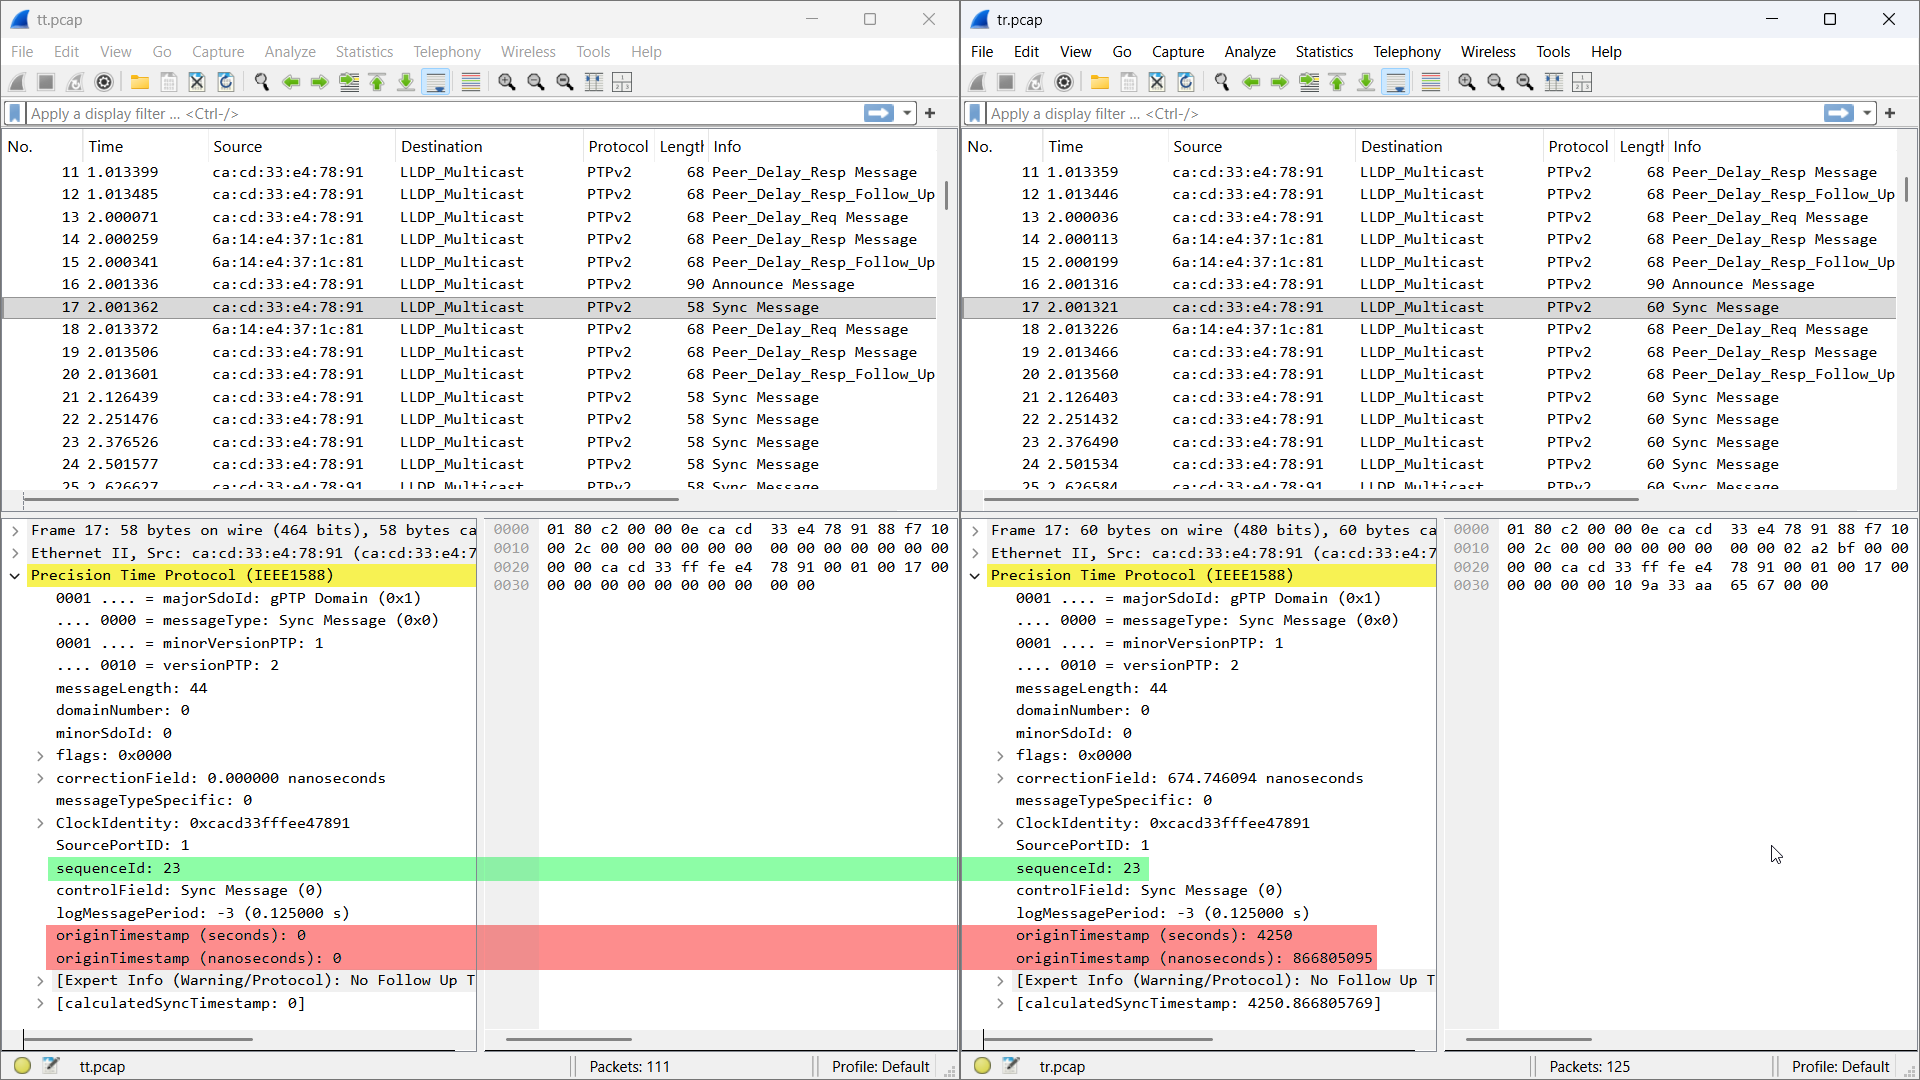 tt.pcap
File Edit View Go Capture Analyze Statistics Telephony Wireless Tools Help
Apply a display filter ... <Ctrl-/>
No. Time Source Destination Protocol Length Info
11 1.013399 ca:cd:33:e4:78:91 LLDP_Multicast PTPv2 68 Peer_Delay_Resp Message
12 1.013485 ca:cd:33:e4:78:91 LLDP_Multicast PTPv2 68 Peer_Delay_Resp_Follow_Up
13 2.000071 ca:cd:33:e4:78:91 LLDP_Multicast PTPv2 68 Peer_Delay_Req Message
14 2.000259 6a:14:e4:37:1c:81 LLDP_Multicast PTPv2 68 Peer_Delay_Resp Message
15 2.000341 6a:14:e4:37:1c:81 LLDP_Multicast PTPv2 68 Peer_Delay_Resp_Follow_Up
16 2.001336 ca:cd:33:e4:78:91 LLDP_Multicast PTPv2 90 Announce Message
17 2.001362 ca:cd:33:e4:78:91 LLDP_Multicast PTPv2 58 Sync Message
18 2.013372 6a:14:e4:37:1c:81 LLDP_Multicast PTPv2 68 Peer_Delay_Req Message
19 2.013506 ca:cd:33:e4:78:91 LLDP_Multicast PTPv2 68 Peer_Delay_Resp Message
20 2.013601 ca:cd:33:e4:78:91 LLDP_Multicast PTPv2 68 Peer_Delay_Resp_Follow_Up
21 2.126439 ca:cd:33:e4:78:91 LLDP_Multicast PTPv2 58 Sync Message
22 2.251476 ca:cd:33:e4:78:91 LLDP_Multicast PTPv2 58 Sync Message
23 2.376526 ca:cd:33:e4:78:91 LLDP_Multicast PTPv2 58 Sync Message
24 2.501577 ca:cd:33:e4:78:91 LLDP_Multicast PTPv2 58 Sync Message
25 2.626627 ca:cd:33:e4:78:91 LLDP_Multicast PTPv2 58 Sync Message
Frame 17: 58 bytes on wire (464 bits), 58 bytes ca
Ethernet II, Src: ca:cd:33:e4:78:91 (ca:cd:33:e4:7
Precision Time Protocol (IEEE1588)
0001 .... = majorSdoId: gPTP Domain (0x1)
.... 0000 = messageType: Sync Message (0x0)
0001 .... = minorVersionPTP: 1
.... 0010 = versionPTP: 2
messageLength: 44
domainNumber: 0
minorSdoId: 0
flags: 0x0000
correctionField: 0.000000 nanoseconds
messageTypeSpecific: 0
ClockIdentity: 0xcacd33fffee47891
SourcePortID: 1
sequenceId: 23
controlField: Sync Message (0)
logMessagePeriod: -3 (0.125000 s)
originTimestamp (seconds): 0
originTimestamp (nanoseconds): 0
[Expert Info (Warning/Protocol): No Follow Up T
[calculatedSyncTimestamp: 0]
0000 01 80 c2 00 00 0e ca cd 33 e4 78 91 88 f7 10
0010 00 2c 00 00 00 00 00 00 00 00 00 00 00 00 00
0020 00 00 ca cd 33 ff fe e4 78 91 00 01 00 17 00
0030 00 00 00 00 00 00 00 00 00 00
tt.pcap Packets: 111 Profile: Default
tr.pcap
File Edit View Go Capture Analyze Statistics Telephony Wireless Tools Help
Apply a display filter ... <Ctrl-/>
No. Time Source Destination Protocol Length Info
11 1.013359 ca:cd:33:e4:78:91 LLDP_Multicast PTPv2 68 Peer_Delay_Resp Message
12 1.013446 ca:cd:33:e4:78:91 LLDP_Multicast PTPv2 68 Peer_Delay_Resp_Follow_Up
13 2.000036 ca:cd:33:e4:78:91 LLDP_Multicast PTPv2 68 Peer_Delay_Req Message
14 2.000113 6a:14:e4:37:1c:81 LLDP_Multicast PTPv2 68 Peer_Delay_Resp Message
15 2.000199 6a:14:e4:37:1c:81 LLDP_Multicast PTPv2 68 Peer_Delay_Resp_Follow_Up
16 2.001316 ca:cd:33:e4:78:91 LLDP_Multicast PTPv2 90 Announce Message
17 2.001321 ca:cd:33:e4:78:91 LLDP_Multicast PTPv2 60 Sync Message
18 2.013226 6a:14:e4:37:1c:81 LLDP_Multicast PTPv2 68 Peer_Delay_Req Message
19 2.013466 ca:cd:33:e4:78:91 LLDP_Multicast PTPv2 68 Peer_Delay_Resp Message
20 2.013560 ca:cd:33:e4:78:91 LLDP_Multicast PTPv2 68 Peer_Delay_Resp_Follow_Up
21 2.126403 ca:cd:33:e4:78:91 LLDP_Multicast PTPv2 60 Sync Message
22 2.251432 ca:cd:33:e4:78:91 LLDP_Multicast PTPv2 60 Sync Message
23 2.376490 ca:cd:33:e4:78:91 LLDP_Multicast PTPv2 60 Sync Message
24 2.501534 ca:cd:33:e4:78:91 LLDP_Multicast PTPv2 60 Sync Message
25 2.626584 ca:cd:33:e4:78:91 LLDP_Multicast PTPv2 60 Sync Message
Frame 17: 60 bytes on wire (480 bits), 60 bytes ca
Ethernet II, Src: ca:cd:33:e4:78:91 (ca:cd:33:e4:7
Precision Time Protocol (IEEE1588)
0001 .... = majorSdoId: gPTP Domain (0x1)
.... 0000 = messageType: Sync Message (0x0)
0001 .... = minorVersionPTP: 1
.... 0010 = versionPTP: 2
messageLength: 44
domainNumber: 0
minorSdoId: 0
flags: 0x0000
correctionField: 674.746094 nanoseconds
messageTypeSpecific: 0
ClockIdentity: 0xcacd33fffee47891
SourcePortID: 1
sequenceId: 23
controlField: Sync Message (0)
logMessagePeriod: -3 (0.125000 s)
originTimestamp (seconds): 4250
originTimestamp (nanoseconds): 866805095
[Expert Info (Warning/Protocol): No Follow Up T
[calculatedSyncTimestamp: 4250.866805769]
0000 01 80 c2 00 00 0e ca cd 33 e4 78 91 88 f7 10
0010 00 2c 00 00 00 00 00 00 00 00 02 a2 bf 00 00
0020 00 00 ca cd 33 ff fe e4 78 91 00 01 00 17 00
0030 00 00 00 00 10 9a 33 aa 65 67 00 00
tr.pcap Packets: 125 Profile: Default